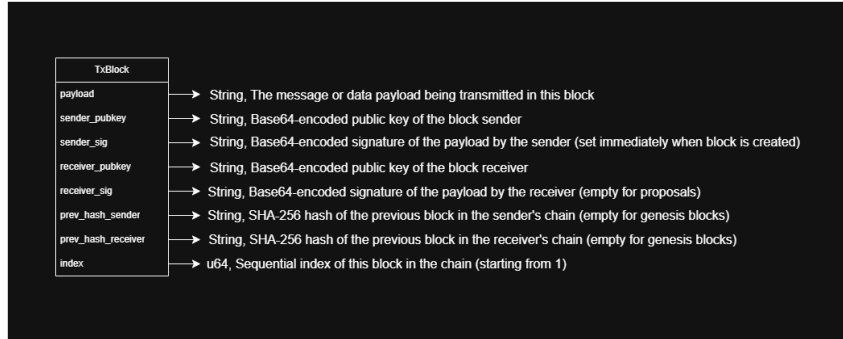 TxBlock
payload String, The message or data payload being transmitted in this block
sender_pubkey String, Base64-encoded public key of the block sender
sender_sig String, Base64-encoded signature of the payload by the sender (set immediately when block is created)
receiver_pubkey String, Base64-encoded public key of the block receiver
receiver_sig String, Base64-encoded signature of the payload by the receiver (empty for proposals)
prev_hash_sender String, SHA-256 hash of the previous block in the sender's chain (empty for genesis blocks)
prev_hash_receiver String, SHA-256 hash of the previous block in the receiver's chain (empty for genesis blocks)
index u64, Sequential index of this block in the chain (starting from 1)